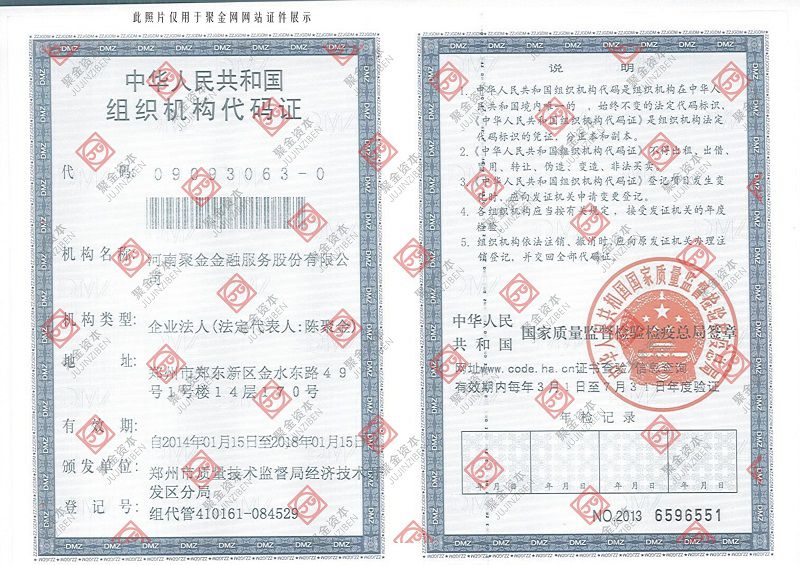 此照片仅用于聚金网网站证件展示
中华人民共和国
组织机构代码证
代 码: 09093063-0
机构名称: 河南聚金金融服务股份有限公
司
机构类型: 企业法人(法定代表人:陈聚金)
地 址: 郑州市郑东新区金水东路49
号1号楼14层170号
有 效 期: 自2014年01月15日至2018年01月15日
颁发单位: 郑州市质量技术监督局经济技术开
发区分局
登 记 号: 组代管410161-084529
说 明
1. 中华人民共和国组织机构代码是组织机构在中华人
民共和国境内唯一的、始终不变的法定代码标识,
《中华人民共和国组织机构代码证》是组织机构法定
代码标识的凭证,分正本和副本。
2.《中华人民共和国组织机构代码证》不得出租、出借、
冒用、转让、伪造、变造、非法买卖。
3.《中华人民共和国组织机构代码证》登记项目发生变
化时,应向发证机关申请变更登记。
4. 各组织机构应当按有关规定,接受发证机关的年度
检验。
5. 组织机构依法注销、撤消时,应向原发证机关办理注
销登记,并交回全部代码证。
中华人民
共和国 国家质量监督检验检疫总局签章
网址www.code.ha.cn证书查验/信息查询
有效期内每年3月1日至7月31日年度验证
年检记录
年 月 日 年 月 日 年 月 日 年 月 日
NO.2013 6596551
中华人民共和国国家质量监督检验检疫总局
聚金资本
JUJINZIBEN
DMZ
ZZJGDM